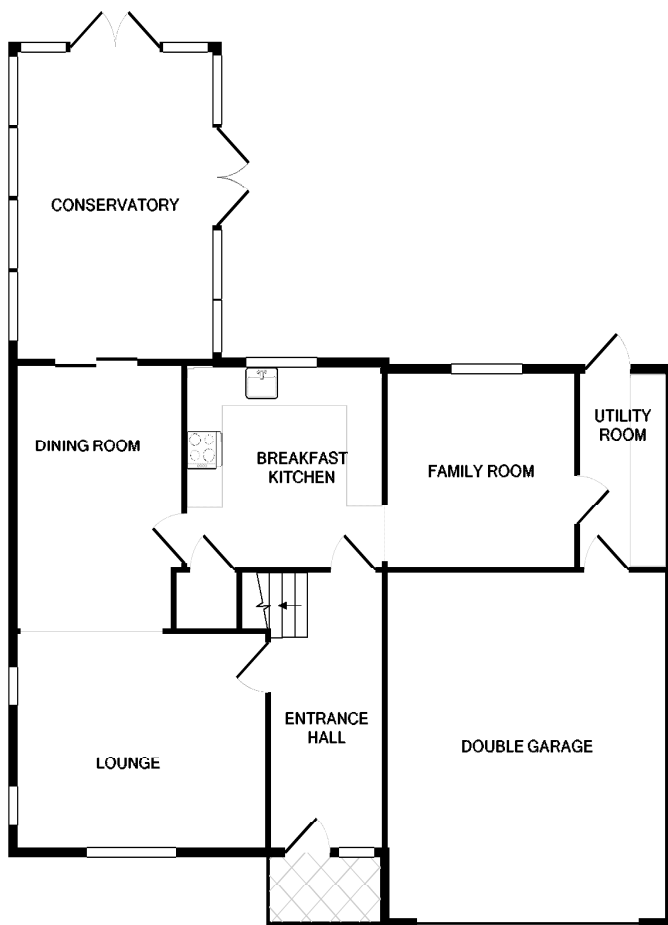 CONSERVATORY
DINING ROOM
BREAKFAST
KITCHEN
FAMILY ROOM
UTILITY
ROOM
LOUNGE
ENTRANCE
HALL
DOUBLE GARAGE